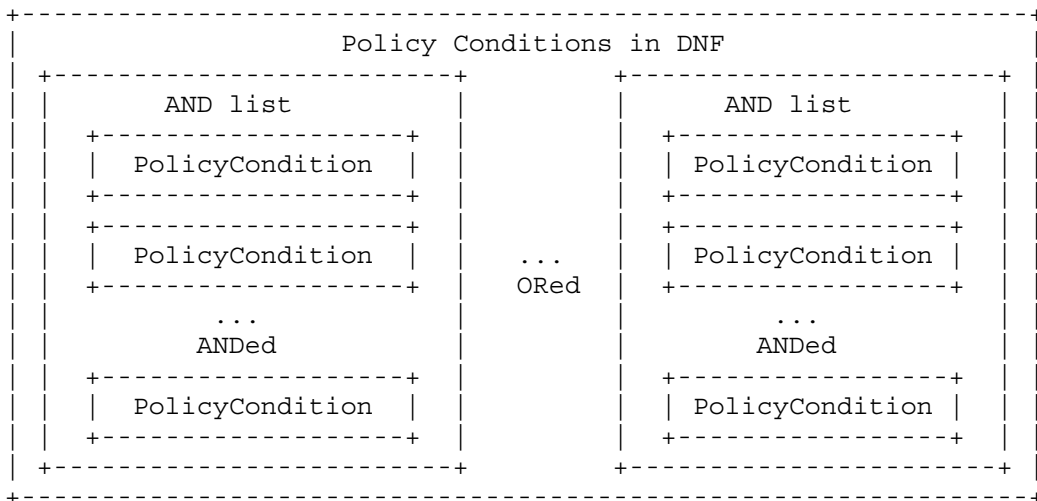 Policy Conditions in DNF
AND list AND list
PolicyCondition PolicyCondition
PolicyCondition ... PolicyCondition
ORed
... ...
ANDed ANDed
PolicyCondition PolicyCondition